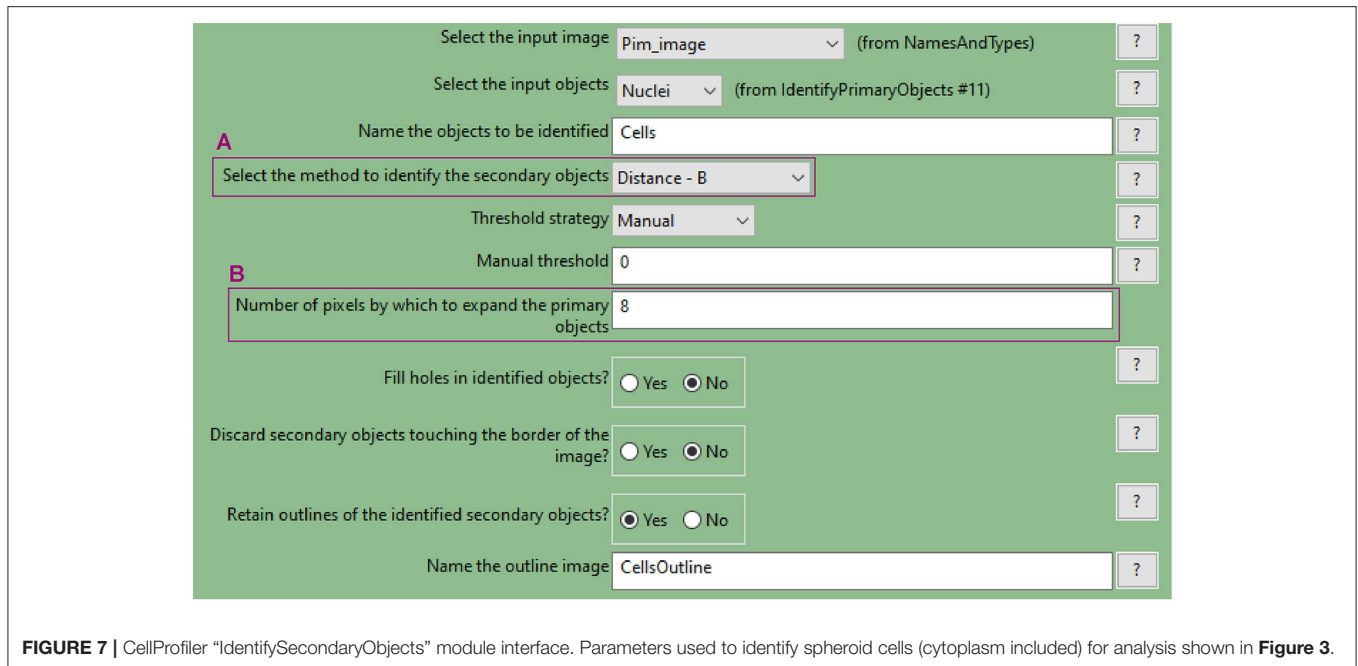 Select the input image Pim_image (from NamesAndTypes) ?
Select the input objects Nuclei (from IdentifyPrimaryObjects #11) ?
Name the objects to be identified Cells ?
A
Select the method to identify the secondary objects Distance - B ?
Threshold strategy Manual ?
Manual threshold 0 ?
B
Number of pixels by which to expand the primary 8
objects
?
Fill holes in identified objects? Yes No
Discard secondary objects touching the border of the ?
image? Yes No
?
Retain outlines of the identified secondary objects? Yes No
Name the outline image CellsOutline ?
FIGURE 7 | CellProfiler “IdentifySecondaryObjects” module interface. Parameters used to identify spheroid cells (cytoplasm included) for analysis shown in Figure 3.